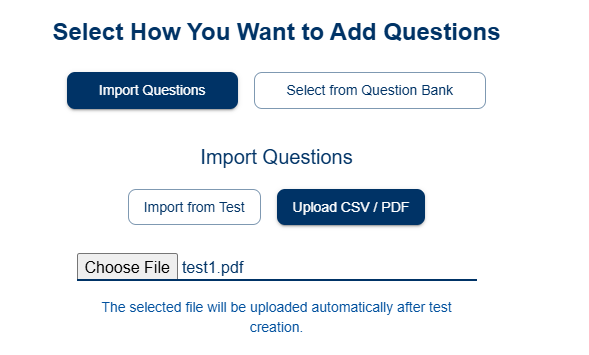 Select How You Want to Add Questions
Import Questions
Select from Question Bank
Import Questions
Import from Test
Upload CSV / PDF
Choose File test1.pdf
The selected file will be uploaded automatically after test
creation.